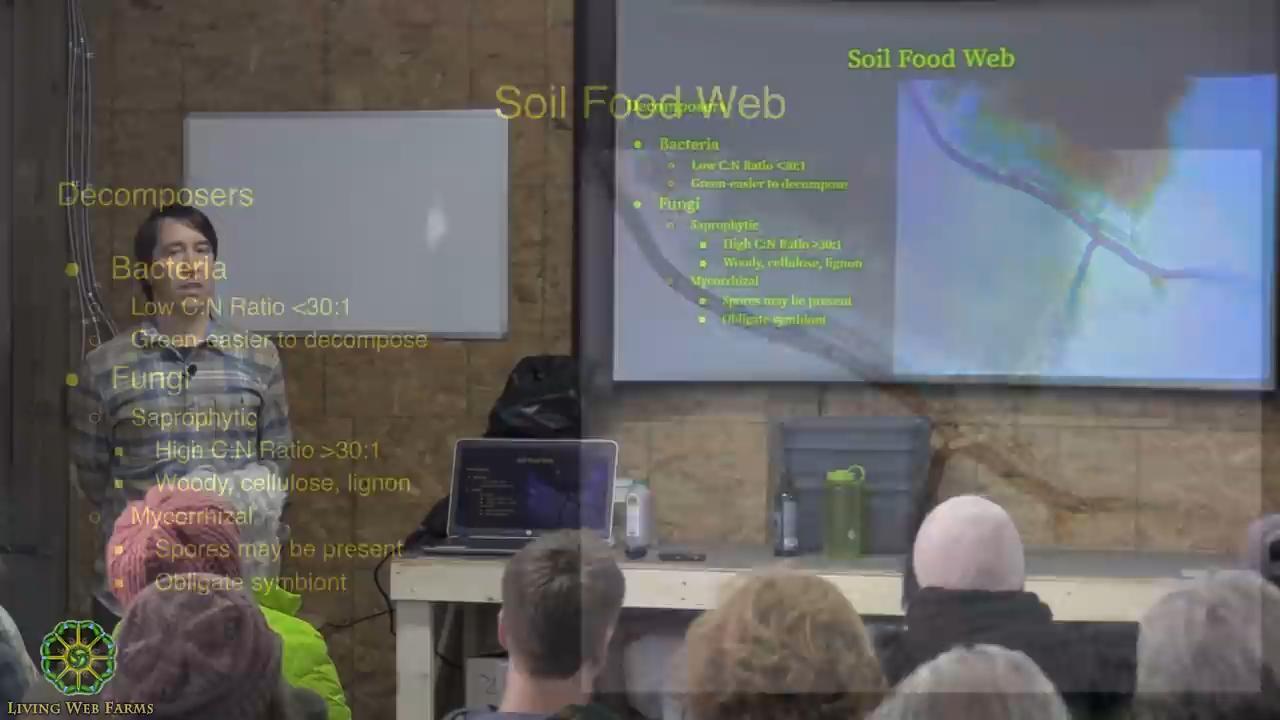 Soil Food Web
Decomposers
Bacteria
Low C:N Ratio <30:1
Green easier to decompose
Fungi
Saprophytic
High C:N Ratio >30:1
Woody, cellulose, lignon
Mycorrhizal
Spores may be present
Obligate symbiont
Soil Food Web
Decomposers
Bacteria
Low C:N Ratio <30:1
Green easier to decompose
Fungi
Saprophytic
High C:N Ratio >30:1
Woody, cellulose, lignon
Mycorrhizal
Spores may be present
Obligate symbiont
LIVING WEB FARMS